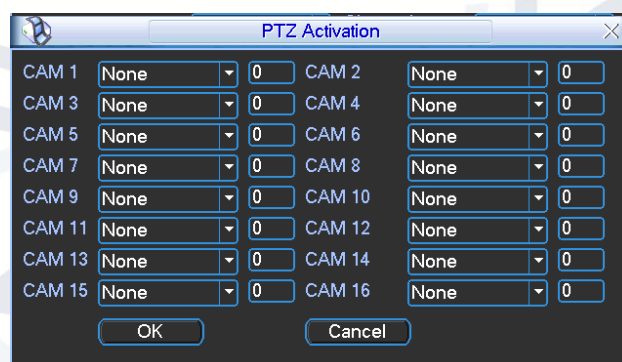 PTZ Activation
CAM 1 None 0 CAM 2 None 0
CAM 3 None 0 CAM 4 None 0
CAM 5 None 0 CAM 6 None 0
CAM 7 None 0 CAM 8 None 0
CAM 9 None 0 CAM 10 None 0
CAM 11 None 0 CAM 12 None 0
CAM 13 None 0 CAM 14 None 0
CAM 15 None 0 CAM 16 None 0
OK Cancel